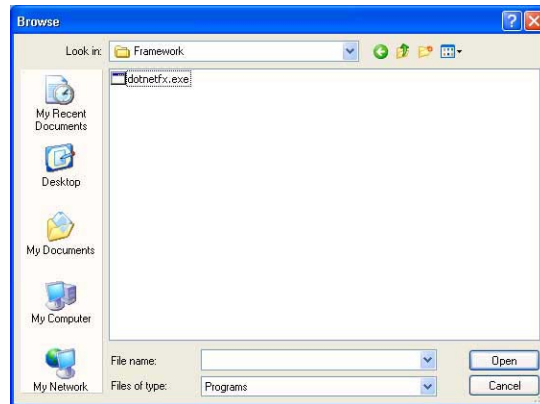 Browse
Look in: Framework
dotnetfx.exe
My Recent
Documents
Desktop
My Documents
My Computer
My Network
File name:
Open
Files of type: Programs
Cancel